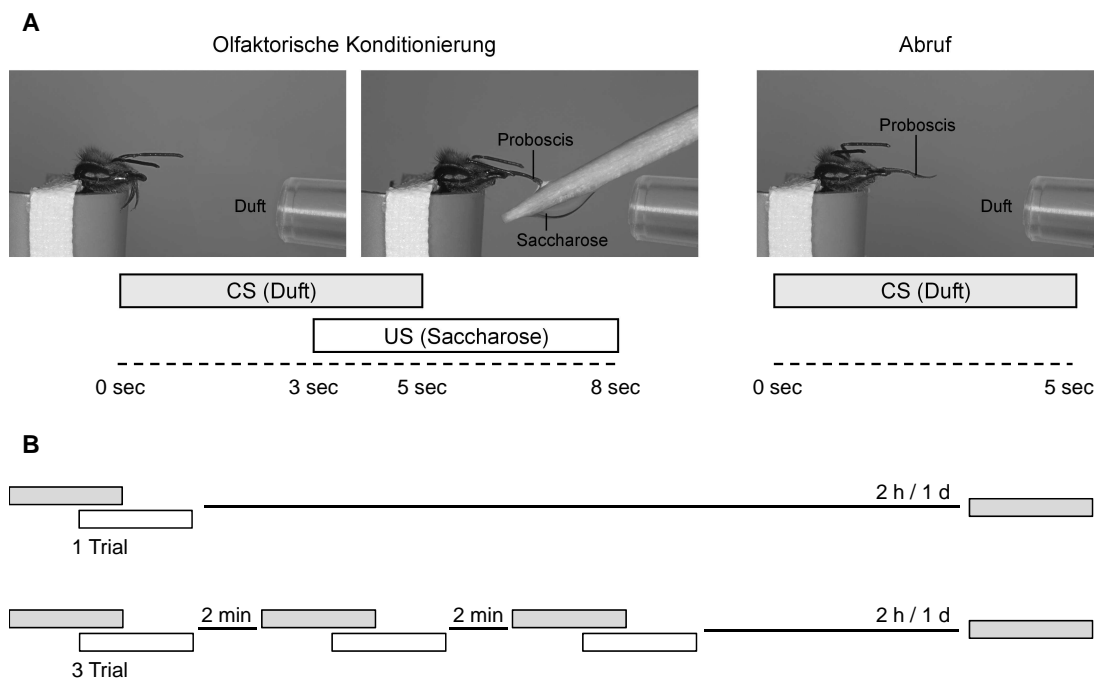 A
Olfaktorische Konditionierung
Abruf
Duft
Proboscis
Saccharose
Proboscis
Duft
CS (Duft)
US (Saccharose)
0 sec 3 sec 5 sec 8 sec
CS (Duft)
0 sec 5 sec
B
2 h / 1 d
1 Trial
2 min 2 min 2 h / 1 d
3 Trial